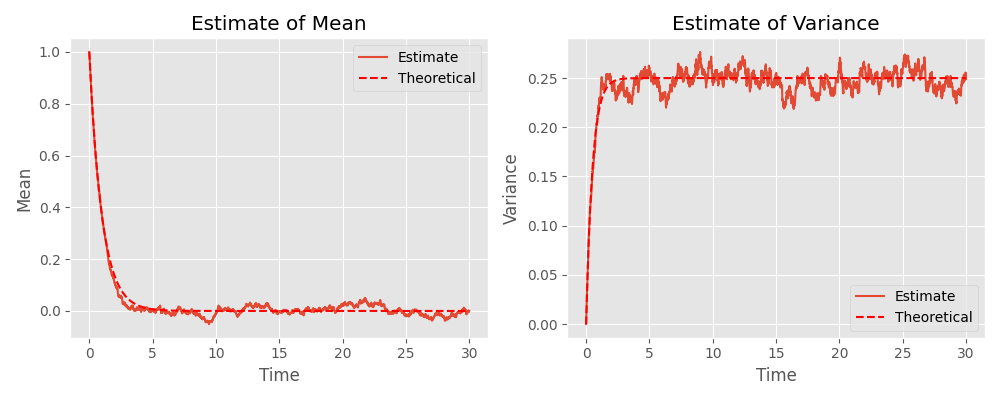 Estimate of Mean
Mean
1.0
0.8
0.6
0.4
0.2
0.0
Estimate
Theoretical
0 5 10 15 20 25 30
Time
Estimate of Variance
Variance
0.25
0.20
0.15
0.10
0.05
0.00
Estimate
Theoretical
0 5 10 15 20 25 30
Time